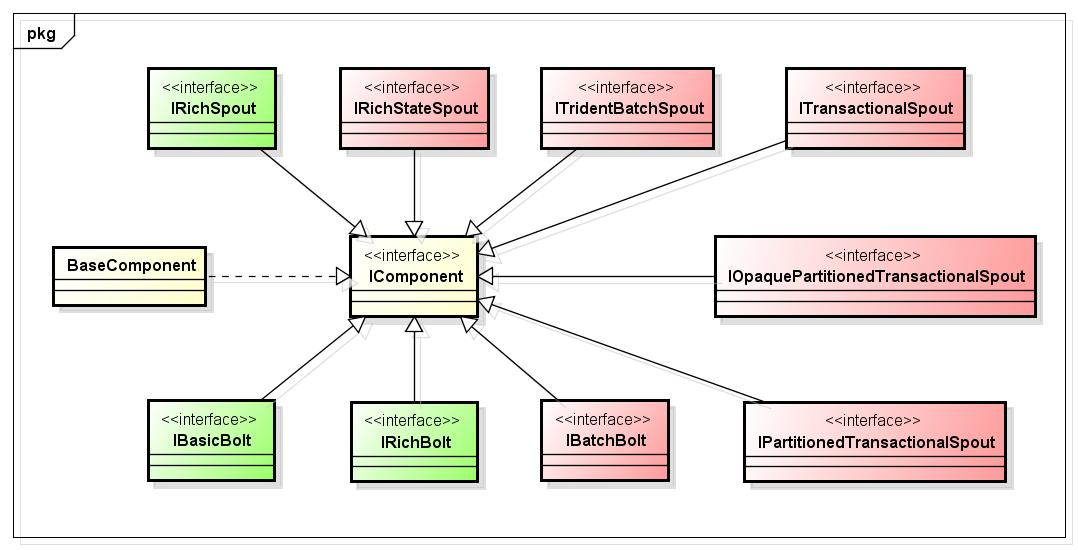 pkg
<<interface>>
IRichSpout
<<interface>>
IRichStateSpout
<<interface>>
ITridentBatchSpout
<<interface>>
ITransactionalSpout
BaseComponent
<<interface>>
IComponent
<<interface>>
IOpaquePartitionedTransactionalSpout
<<interface>>
IBasicBolt
<<interface>>
IRichBolt
<<interface>>
IBatchBolt
<<interface>>
IPartitionedTransactionalSpout